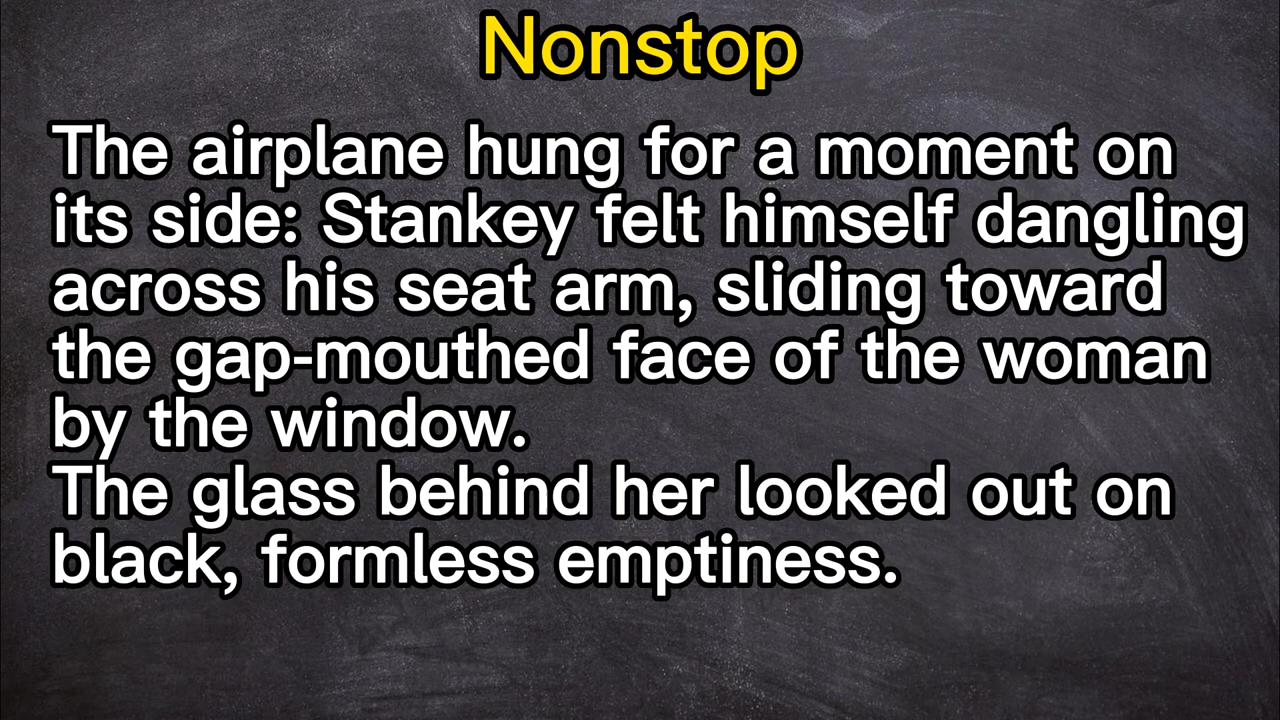 Nonstop
The airplane hung for a moment on
its side: Stankey felt himself dangling
across his seat arm, sliding toward
the gap-mouthed face of the woman
by the window.
The glass behind her looked out on
black, formless emptiness.